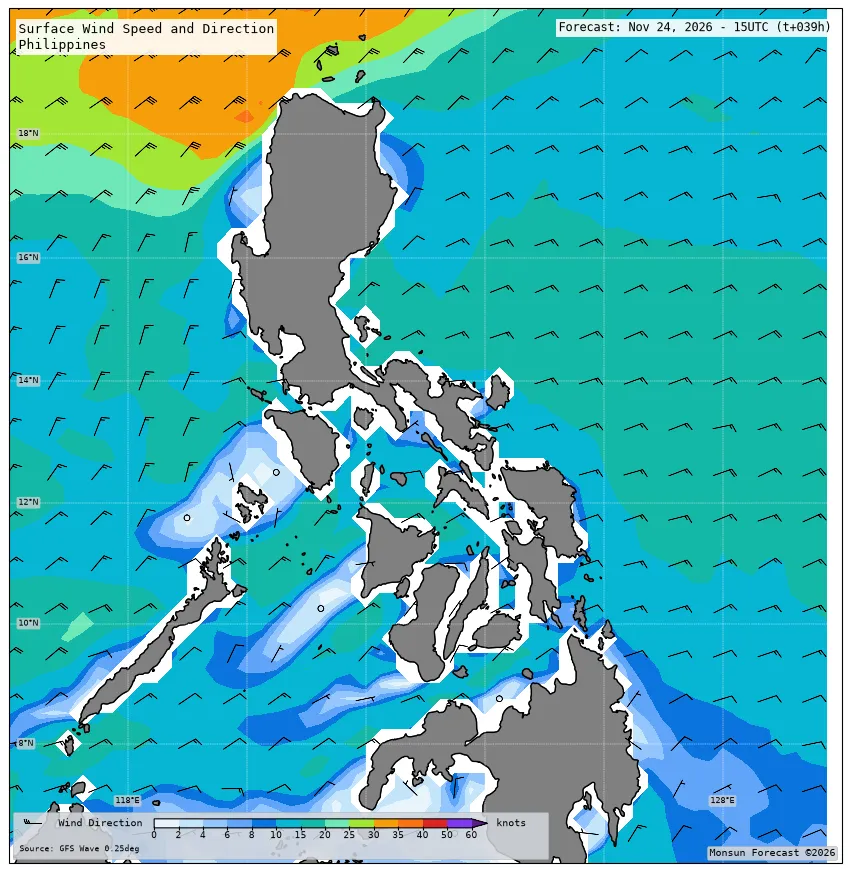 Surface Wind Speed and Direction
Philippines
Forecast: Nov 24, 2026 - 15UTC (t+039h)
18°N
16°N
14°N
12°N
10°N
8°N
118°E
128°E
Wind Direction
0 2 4 6 8 10 15 20 25 30 35 40 50 60
knots
Source: GFS Wave 0.25deg
Monsun Forecast ©2026